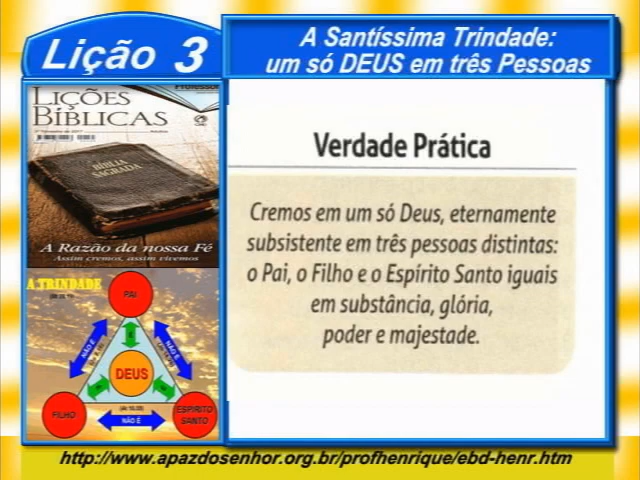 Lição 3
A Santíssima Trindade:
um só DEUS em três Pessoas
Professor
LIÇÕES
BÍBLICAS
BÍBLIA
SAGRADA
A Razão da nossa Fé
Assim cremos, assim vivemos
A TRINDADE
PAI
NÃO É
NÃO É
É
DEUS
É
É
FILHO
NÃO É
ESPÍRITO
SANTO
Verdade Prática
Cremos em um só Deus, eternamente
subsistente em três pessoas distintas:
o Pai, o Filho e o Espírito Santo iguais
em substância, glória,
poder e majestade.
http://www.apazdosenhor.org.br/profhenrique/ebd-henr.htm